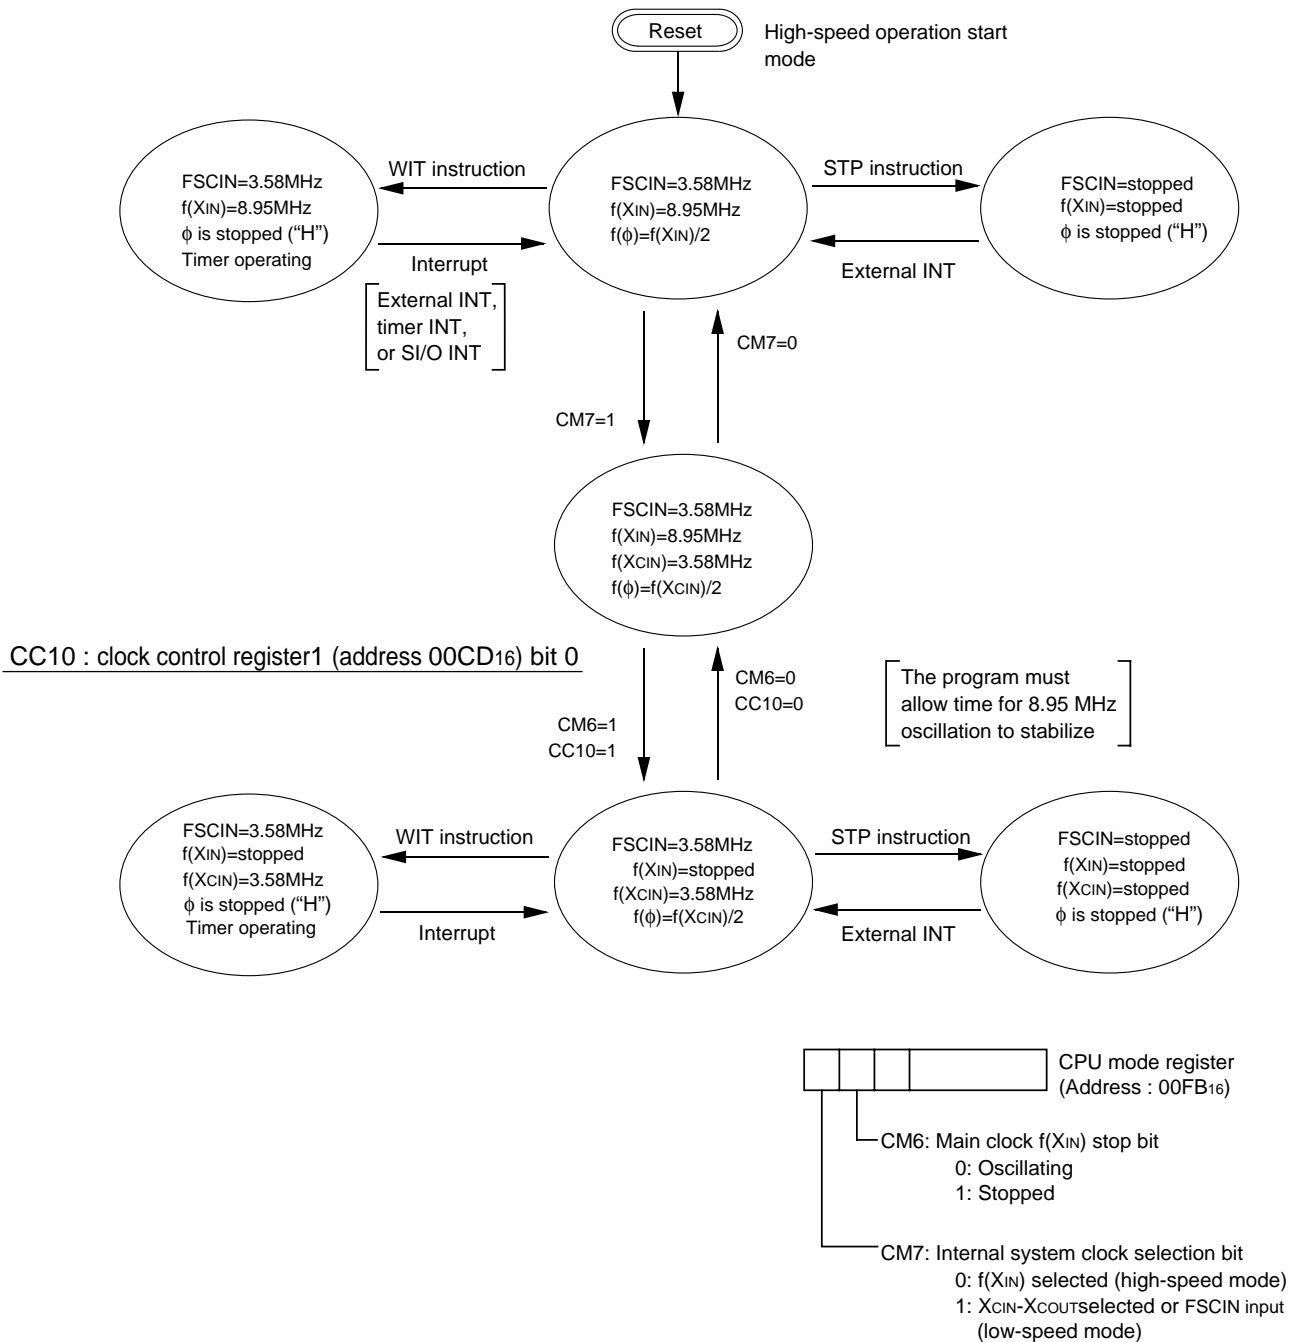 Reset
High-speed operation start
mode
FSCIN=3.58MHz
f(XIN)=8.95MHz
ϕ is stopped (“H”)
Timer operating
WIT instruction
Interrupt
External INT,
timer INT,
or SI/O INT
FSCIN=3.58MHz
f(XIN)=8.95MHz
f(ϕ)=f(XIN)/2
STP instruction
External INT
FSCIN=stopped
f(XIN)=stopped
ϕ is stopped (“H”)
CM7=0
CM7=1
FSCIN=3.58MHz
f(XIN)=8.95MHz
f(XCIN)=3.58MHz
f(ϕ)=f(XCIN)/2
CC10 : clock control register1 (address 00CD16) bit 0
CM6=0
CC10=0
CM6=1
CC10=1
The program must
allow time for 8.95 MHz
oscillation to stabilize
FSCIN=3.58MHz
f(XIN)=stopped
f(XCIN)=3.58MHz
ϕ is stopped (“H”)
Timer operating
WIT instruction
Interrupt
FSCIN=3.58MHz
f(XIN)=stopped
f(XCIN)=3.58MHz
f(ϕ)=f(XCIN)/2
STP instruction
External INT
FSCIN=stopped
f(XIN)=stopped
f(XCIN)=stopped
ϕ is stopped (“H”)
CPU mode register
(Address : 00FB16)
CM6: Main clock f(XIN) stop bit
0: Oscillating
1: Stopped
CM7: Internal system clock selection bit
0: f(XIN) selected (high-speed mode)
1: XCIN-XCOUTselected or FSCIN input
(low-speed mode)